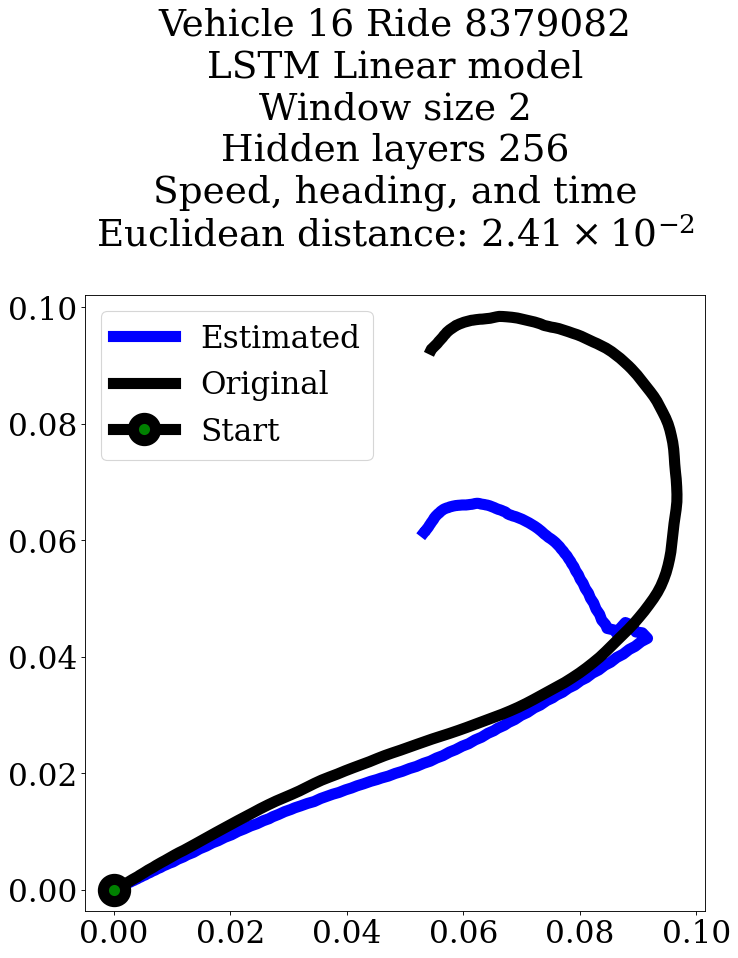 Vehicle 16 Ride 8379082
LSTM Linear model
Window size 2
Hidden layers 256
Speed, heading, and time
Euclidean distance: 2.41 × 10⁻²
Estimated
Original
Start
0.10
0.08
0.06
0.04
0.02
0.00
0.00 0.02 0.04 0.06 0.08 0.10